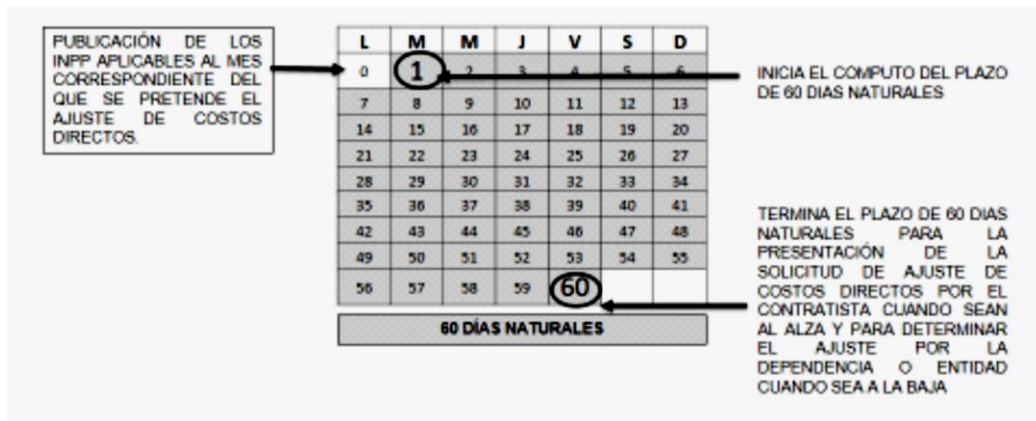 PUBLICACIÓN DE LOS
INPP APLICABLES AL MES
CORRESPONDIENTE DEL
QUE SE PRETENDE EL
AJUSTE DE COSTOS
DIRECTOS.
L M M J V S D
0 1 2 3 4 5 6
7 8 9 10 11 12 13
14 15 16 17 18 19 20
21 22 23 24 25 26 27
28 29 30 31 32 33 34
35 36 37 38 39 40 41
42 43 44 45 46 47 48
49 50 51 52 53 54 55
56 57 58 59 60
60 DÍAS NATURALES
INICIA EL COMPUTO DEL PLAZO
DE 60 DIAS NATURALES
TERMINA EL PLAZO DE 60 DIAS
NATURALES PARA LA
PRESENTACIÓN DE LA
SOLICITUD DE AJUSTE DE
COSTOS DIRECTOS POR EL
CONTRATISTA CUANDO SEAN
AL ALZA Y PARA DETERMINAR
EL AJUSTE POR LA
DEPENDENCIA O ENTIDAD
CUANDO SEA A LA BAJA